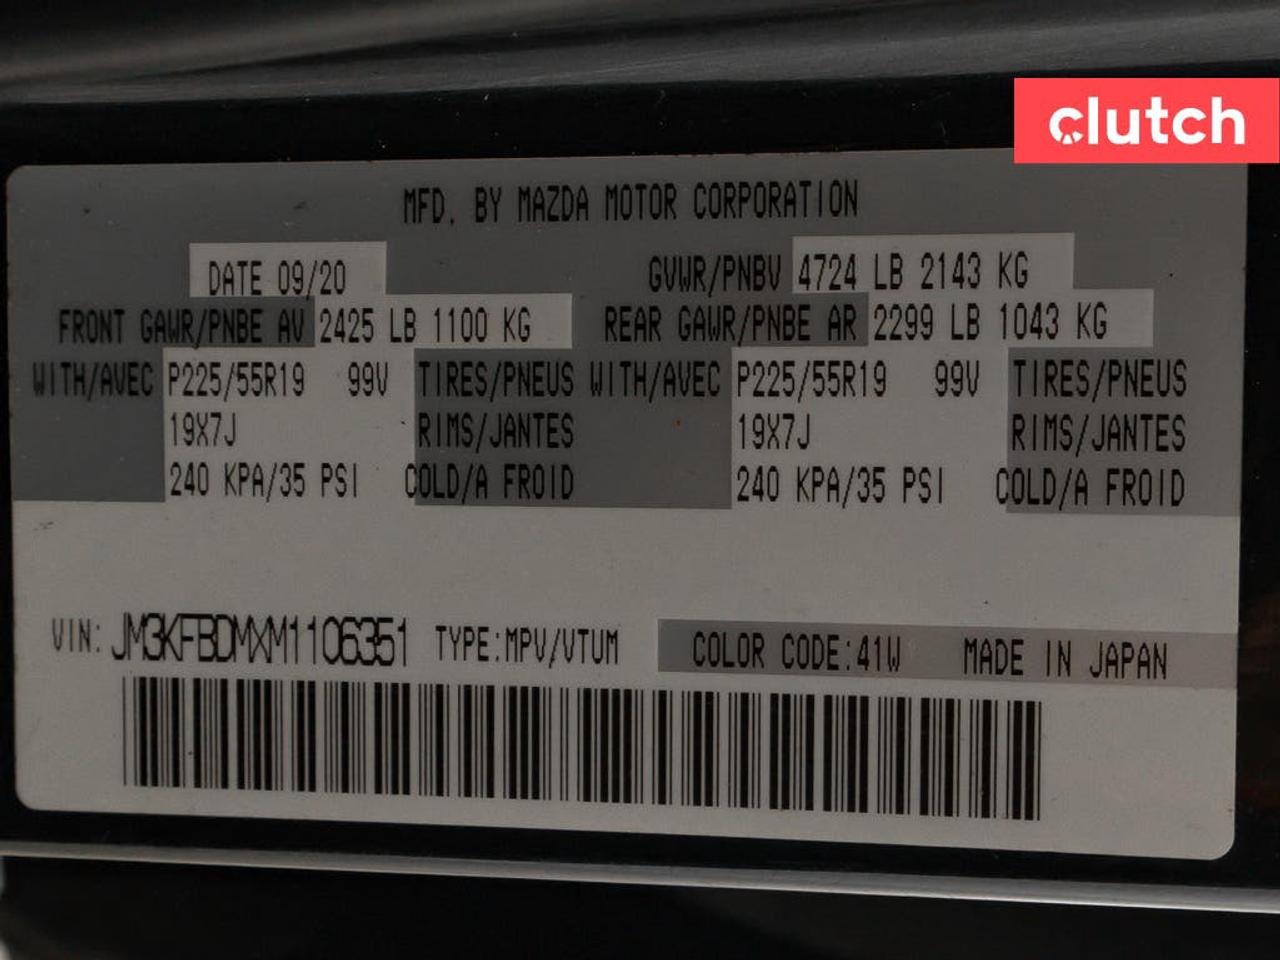 clutch
MFD. BY MAZDA MOTOR CORPORATION
DATE 09/20 GVWR/PNBV 4724 LB 2143 KG
FRONT GAWR/PNBE AV 2425 LB 1100 KG REAR GAWR/PNBE AR 2299 LB 1043 KG
WITH/AVEC P225/55R19 99V TIRES/PNEUS WITH/AVEC P225/55R19 99V TIRES/PNEUS
19X7J RIMS/JANTES 19X7J RIMS/JANTES
240 KPA/35 PSI COLD/A FROID 240 KPA/35 PSI COLD/A FROID
VIN: JM3KFBDMXM1106351 TYPE:MPV/VTUM COLOR CODE:41W MADE IN JAPAN